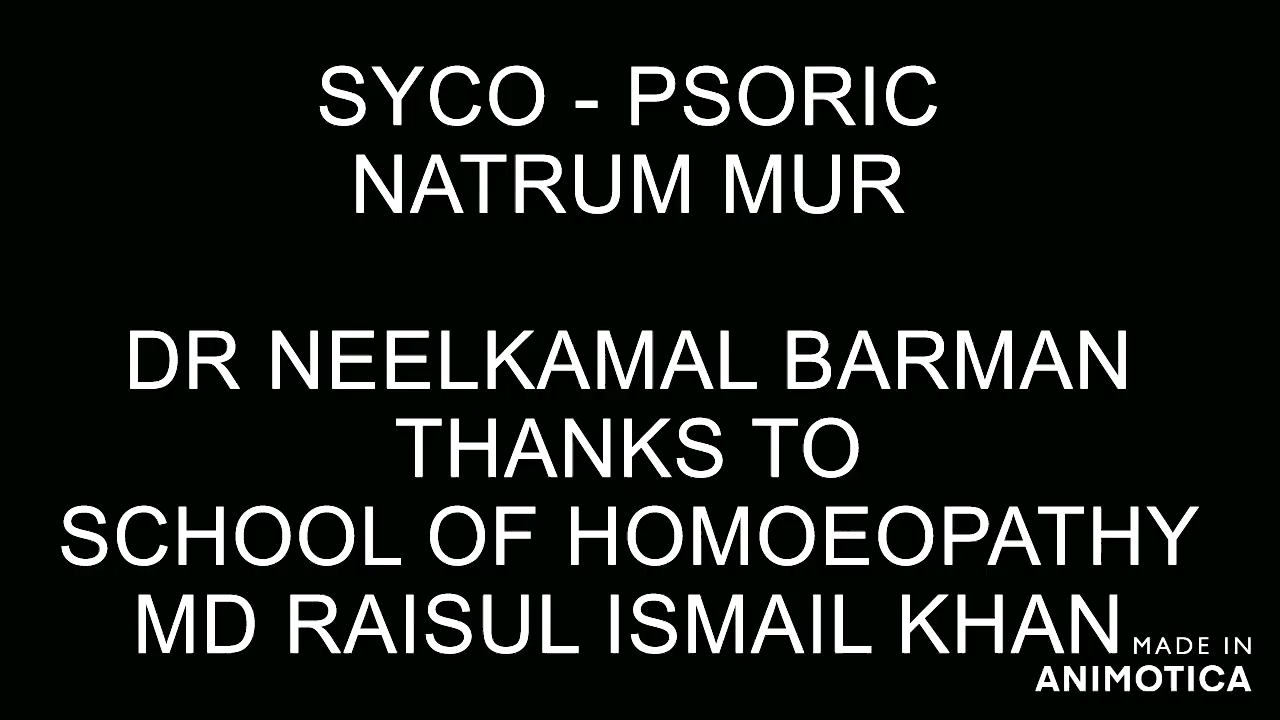 SYCO - PSORIC
NATRUM MUR
DR NEELKAMAL BARMAN
THANKS TO
SCHOOL OF HOMOEOPATHY
MD RAISUL ISMAIL KHAN
MADE IN
ANIMOTICA